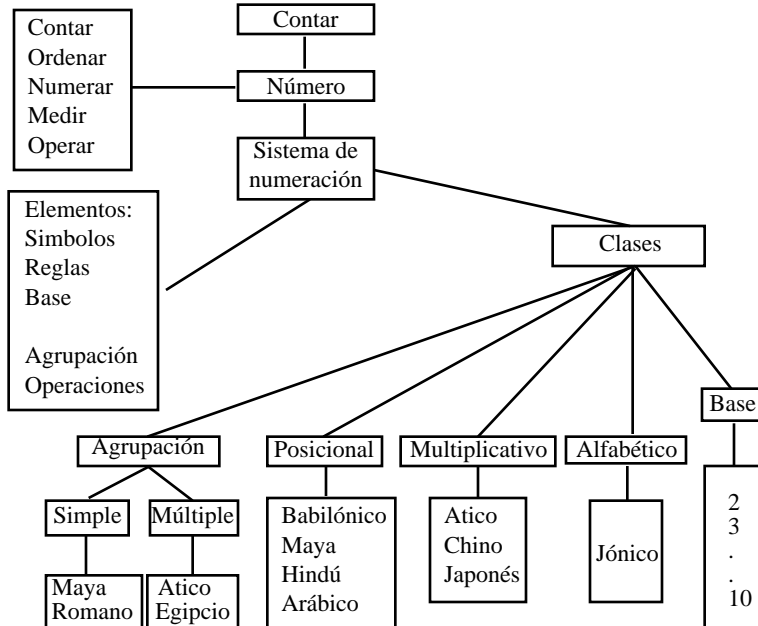 Contar
Contar
Ordenar
Numerar
Medir
Operar
Número
Sistema de
numeración
Elementos:
Simbolos
Reglas
Base
Agrupación
Operaciones
Clases
Base
Agrupación
Posicional
Multiplicativo
Alfabético
Simple
Múltiple
Maya
Romano
Atico
Egipcio
Babilónico
Maya
Hindú
Arábico
Atico
Chino
Japonés
Jónico
2
3
.
.
10